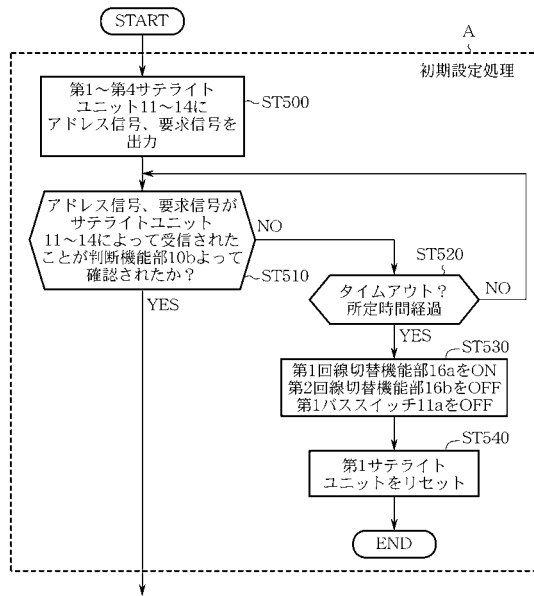 START
A
初期設定処理
第1～第4サテライト
ユニット11～14に
アドレス信号、要求信号を
出力
ST500
アドレス信号、要求信号が
サテライトユニット
11～14によって受信された
ことが判断機能部10bよって
確認されたか？
NO
ST510
YES
ST520
タイムアウト？
所定時間経過
NO
YES
ST530
第1回線切替機能部16aをON
第2回線切替機能部16bをOFF
第1バススイッチ11aをOFF
ST540
第1サテライト
ユニットをリセット
END